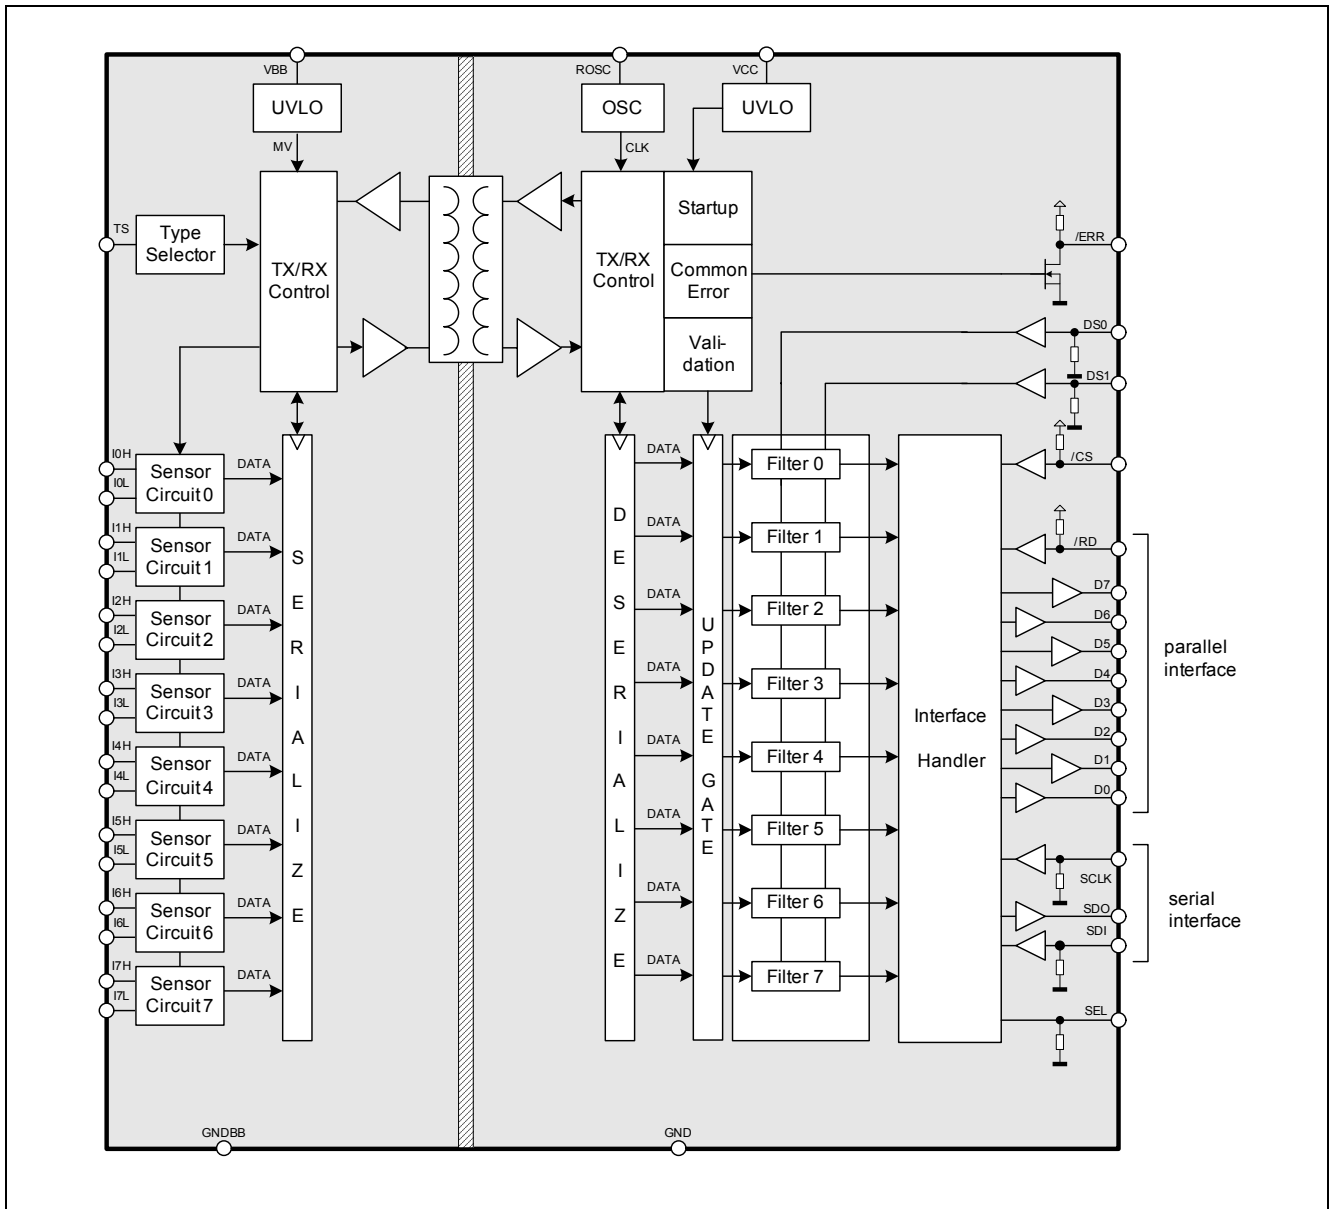 VBB
ROSC
VCC
UVLO
OSC
UVLO
MV
CLK
TS
Type
Selector
TX/RX
Control
TX/RX
Control
Startup
Common
Error
Vali-
dation
/ERR
DS0
DS1
/CS
/RD
D7
D6
D5
D4
D3
D2
D1
D0
SCLK
SDO
SDI
SEL
parallel
interface
serial
interface
I0H
I0L
Sensor
Circuit 0
DATA
I1H
I1L
Sensor
Circuit 1
DATA
I2H
I2L
Sensor
Circuit 2
DATA
I3H
I3L
Sensor
Circuit 3
DATA
I4H
I4L
Sensor
Circuit 4
DATA
I5H
I5L
Sensor
Circuit 5
DATA
I6H
I6L
Sensor
Circuit 6
DATA
I7H
I7L
Sensor
Circuit 7
DATA
SERIALIZE
DESERIALIZE
DATA
DATA
DATA
DATA
DATA
DATA
DATA
DATA
UPDATE GATE
Filter 0
Filter 1
Filter 2
Filter 3
Filter 4
Filter 5
Filter 6
Filter 7
Interface
Handler
GNDBB
GND